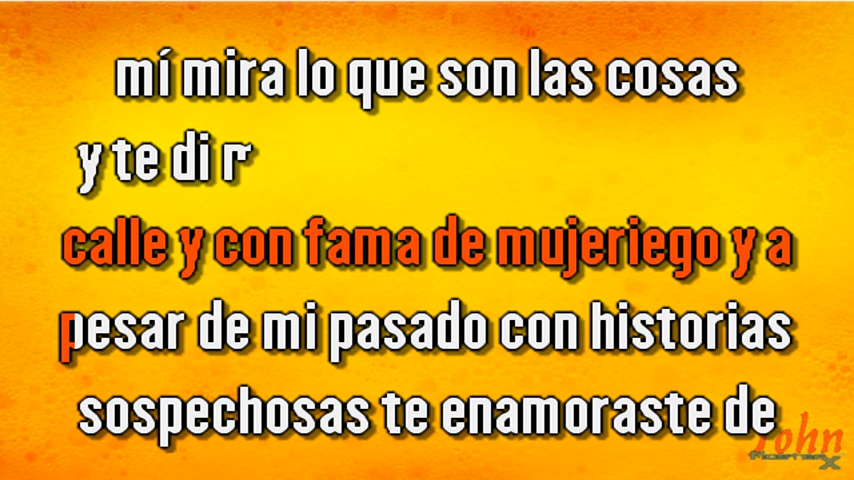 mí mira lo que son las cosas
y te di r
calle y con fama de mujeriego y a
pesar de mi pasado con historias
sospechosas te enamoraste de
John